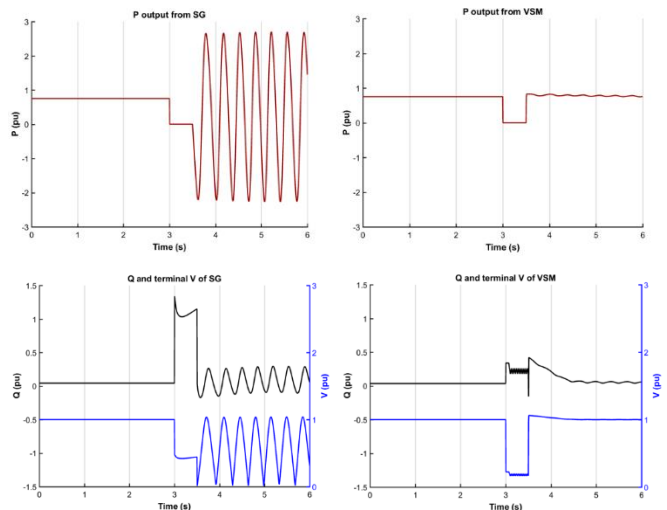 P output from SG
P (pu)
3
2
1
0
-1
-2
-3
0 1 2 3 4 5 6
Time (s)
P output from VSM
P (pu)
3
2
1
0
-1
-2
-3
0 1 2 3 4 5 6
Time (s)
Q and terminal V of SG
Q (pu)
1.5
1
0.5
0
-0.5
-1
-1.5
3
2
1
0
0 1 2 3 4 5 6
Time (s)
Q and terminal V of VSM
Q (pu)
1.5
1
0.5
0
-0.5
-1
-1.5
3
2
1
0
V (pu)
0 1 2 3 4 5 6
Time (s)